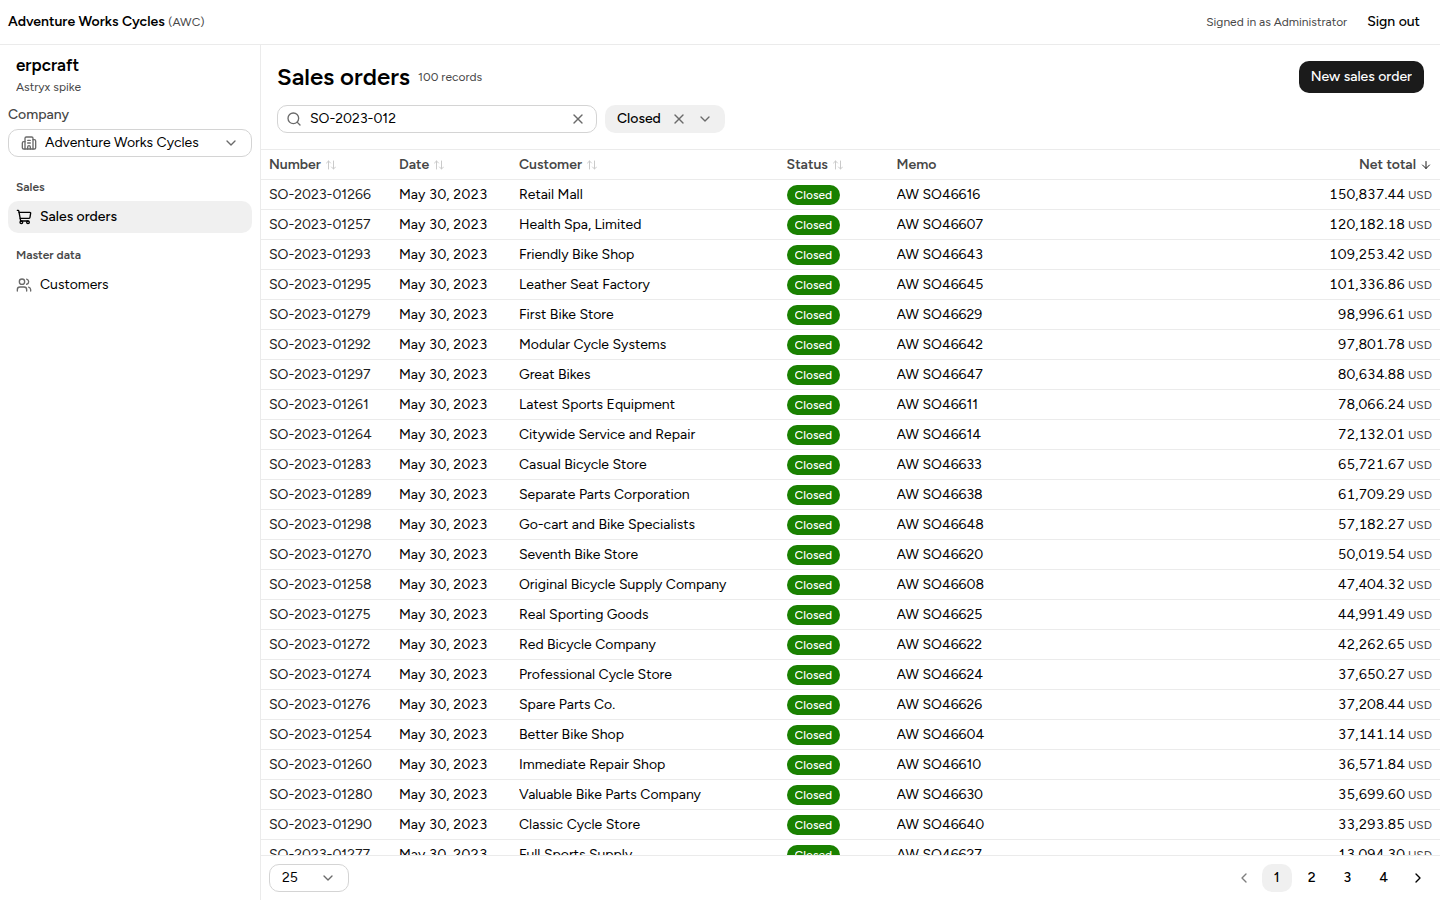 Adventure Works Cycles (AWC)
Signed in as Administrator
Sign out
erpcraft
Astryx spike
Company
Adventure Works Cycles
Sales
Sales orders
Master data
Customers
Sales orders 100 records
New sales order
SO-2023-012
Closed
Number Date Customer Status Memo Net total
SO-2023-01266 May 30, 2023 Retail Mall Closed AW SO46616 150,837.44 USD
SO-2023-01257 May 30, 2023 Health Spa, Limited Closed AW SO46607 120,182.18 USD
SO-2023-01293 May 30, 2023 Friendly Bike Shop Closed AW SO46643 109,253.42 USD
SO-2023-01295 May 30, 2023 Leather Seat Factory Closed AW SO46645 101,336.86 USD
SO-2023-01279 May 30, 2023 First Bike Store Closed AW SO46629 98,996.61 USD
SO-2023-01292 May 30, 2023 Modular Cycle Systems Closed AW SO46642 97,801.78 USD
SO-2023-01297 May 30, 2023 Great Bikes Closed AW SO46647 80,634.88 USD
SO-2023-01261 May 30, 2023 Latest Sports Equipment Closed AW SO46611 78,066.24 USD
SO-2023-01264 May 30, 2023 Citywide Service and Repair Closed AW SO46614 72,132.01 USD
SO-2023-01283 May 30, 2023 Casual Bicycle Store Closed AW SO46633 65,721.67 USD
SO-2023-01289 May 30, 2023 Separate Parts Corporation Closed AW SO46638 61,709.29 USD
SO-2023-01298 May 30, 2023 Go-cart and Bike Specialists Closed AW SO46648 57,182.27 USD
SO-2023-01270 May 30, 2023 Seventh Bike Store Closed AW SO46620 50,019.54 USD
SO-2023-01258 May 30, 2023 Original Bicycle Supply Company Closed AW SO46608 47,404.32 USD
SO-2023-01275 May 30, 2023 Real Sporting Goods Closed AW SO46625 44,991.49 USD
SO-2023-01272 May 30, 2023 Red Bicycle Company Closed AW SO46622 42,262.65 USD
SO-2023-01274 May 30, 2023 Professional Cycle Store Closed AW SO46624 37,650.27 USD
SO-2023-01276 May 30, 2023 Spare Parts Co. Closed AW SO46626 37,208.44 USD
SO-2023-01254 May 30, 2023 Better Bike Shop Closed AW SO46604 37,141.14 USD
SO-2023-01260 May 30, 2023 Immediate Repair Shop Closed AW SO46610 36,571.84 USD
SO-2023-01280 May 30, 2023 Valuable Bike Parts Company Closed AW SO46630 35,699.60 USD
SO-2023-01290 May 30, 2023 Classic Cycle Store Closed AW SO46640 33,293.85 USD
SO-2023-01277 May 30, 2023 Full Sports Supply Closed AW SO46627 13,094.30 USD
25
1 2 3 4